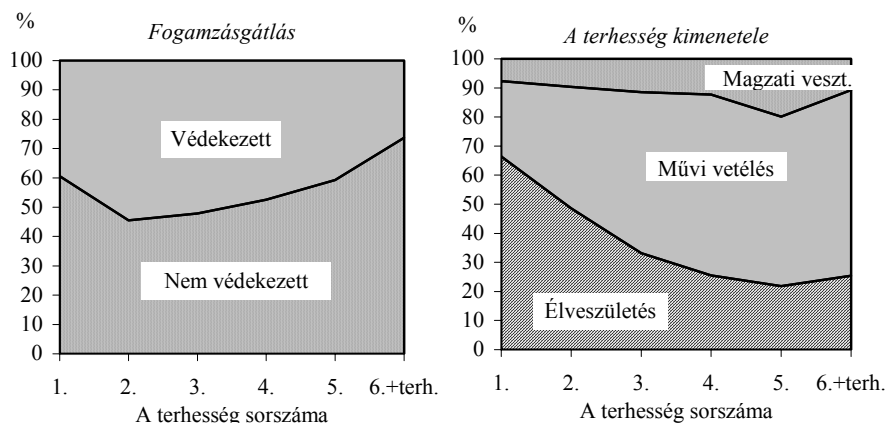 %
Fogamzásgátlás
100
90
80
70
60
50
40
30
20
10
0
Védekezett
Nem védekezett
1. 2. 3. 4. 5. 6.+terh.
A terhesség sorszáma
%
A terhesség kimenetele
100
90
80
70
60
50
40
30
20
10
0
Magzati veszt.
Művi vetélés
Élveszületés
1. 2. 3. 4. 5. 6.+terh.
A terhesség sorszáma